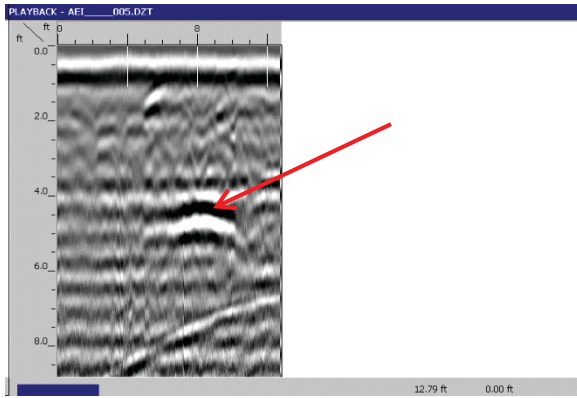 PLAYBACK - AEI_____005.DZT
ft 0 8
ft
0.0
2.0
4.0
6.0
8.0
12.79 ft 0.00 ft